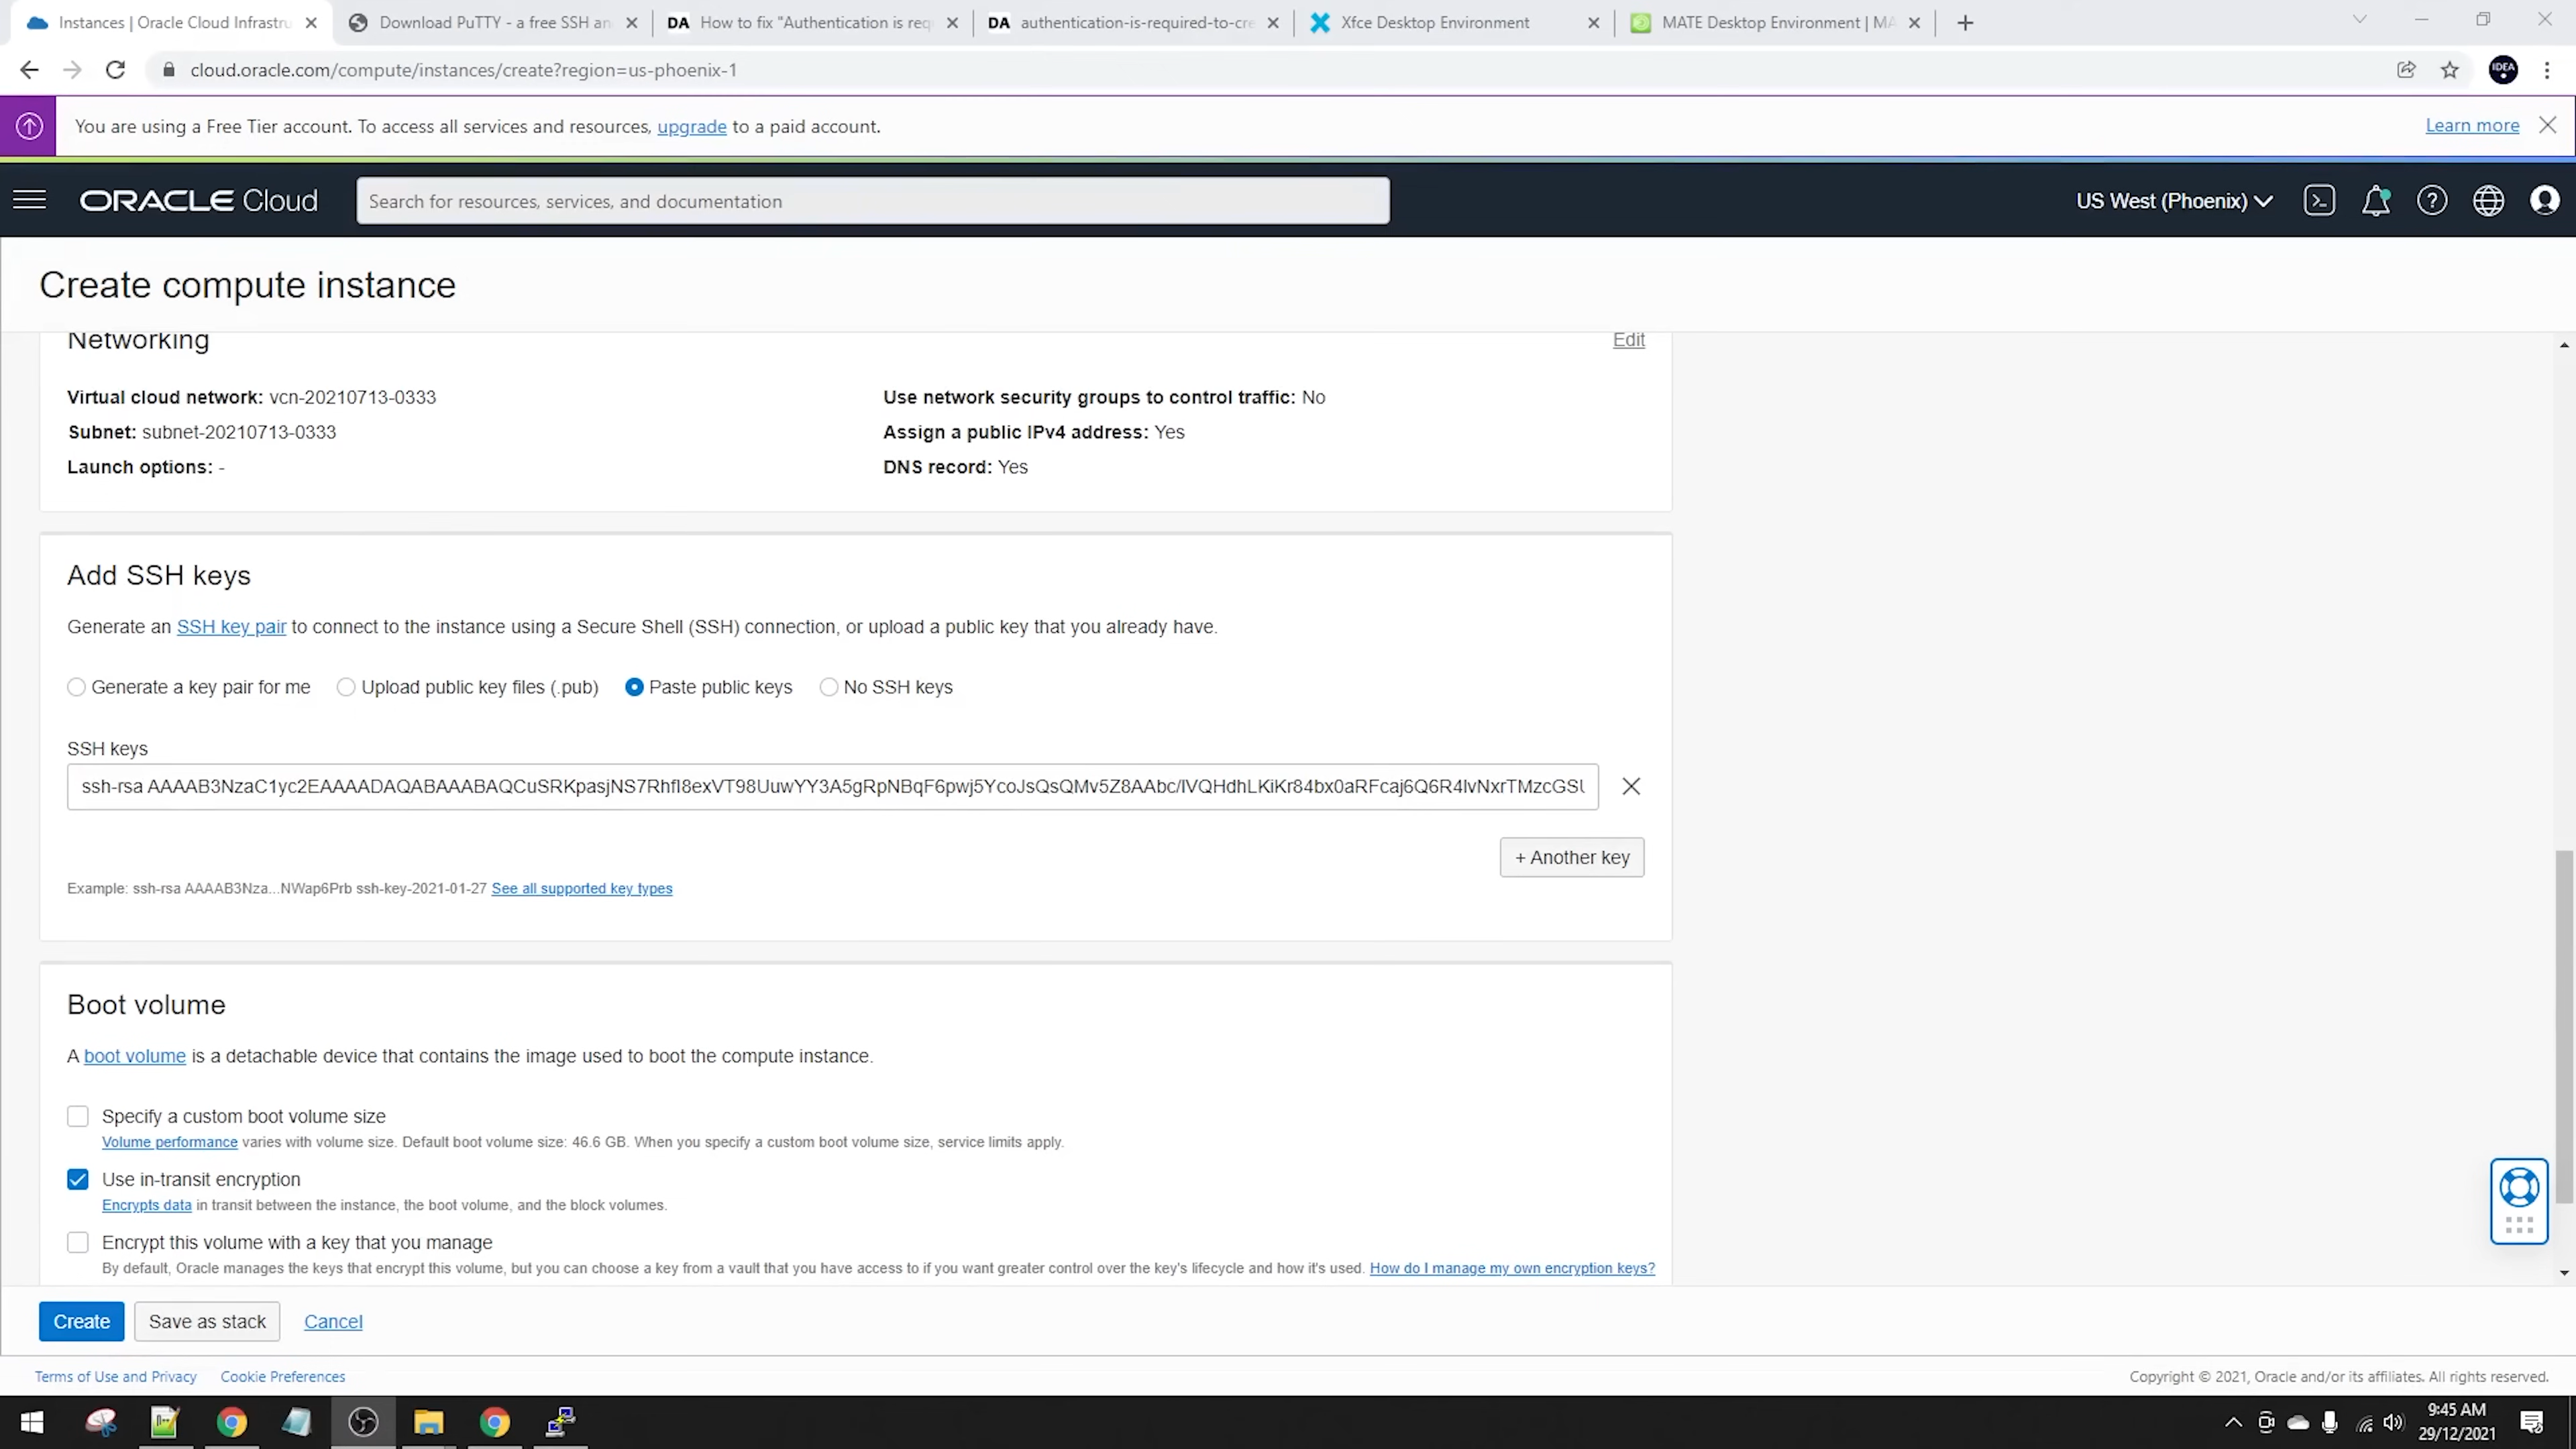 Instances | Oracle Cloud Infrastru
Download PuTTY - a free SSH an
DA How to fix "Authentication is req
DA authentication-is-required-to-cre
Xfce Desktop Environment
MATE Desktop Environment | MA
cloud.oracle.com/compute/instances/create?region=us-phoenix-1
IDEA
You are using a Free Tier account. To access all services and resources, upgrade to a paid account.
Learn more
ORACLE Cloud
Search for resources, services, and documentation
US West (Phoenix)
Create compute instance
Networking
Edit
Virtual cloud network: vcn-20210713-0333
Use network security groups to control traffic: No
Subnet: subnet-20210713-0333
Assign a public IPv4 address: Yes
Launch options: -
DNS record: Yes
Add SSH keys
Generate an SSH key pair to connect to the instance using a Secure Shell (SSH) connection, or upload a public key that you already have.
Generate a key pair for me
Upload public key files (.pub)
Paste public keys
No SSH keys
SSH keys
ssh-rsa AAAAB3NzaC1yc2EAAAADAQABAAABAQCuSRKpasjNS7RhfI8exVT98UuwYY3A5gRpNBqF6pwj5YcoJsQsQMv5Z8AAbc/IVQHdhLKiKr84bx0aRFcaj6Q6R4IvNxrTMzcGSU
+ Another key
Example: ssh-rsa AAAAB3Nza...NWap6Prb ssh-key-2021-01-27 See all supported key types
Boot volume
A boot volume is a detachable device that contains the image used to boot the compute instance.
Specify a custom boot volume size
Volume performance varies with volume size. Default boot volume size: 46.6 GB. When you specify a custom boot volume size, service limits apply.
Use in-transit encryption
Encrypts data in transit between the instance, the boot volume, and the block volumes.
Encrypt this volume with a key that you manage
By default, Oracle manages the keys that encrypt this volume, but you can choose a key from a vault that you have access to if you want greater control over the key's lifecycle and how it's used. How do I manage my own encryption keys?
Create
Save as stack
Cancel
Terms of Use and Privacy
Cookie Preferences
Copyright © 2021, Oracle and/or its affiliates. All rights reserved.
9:45 AM
29/12/2021